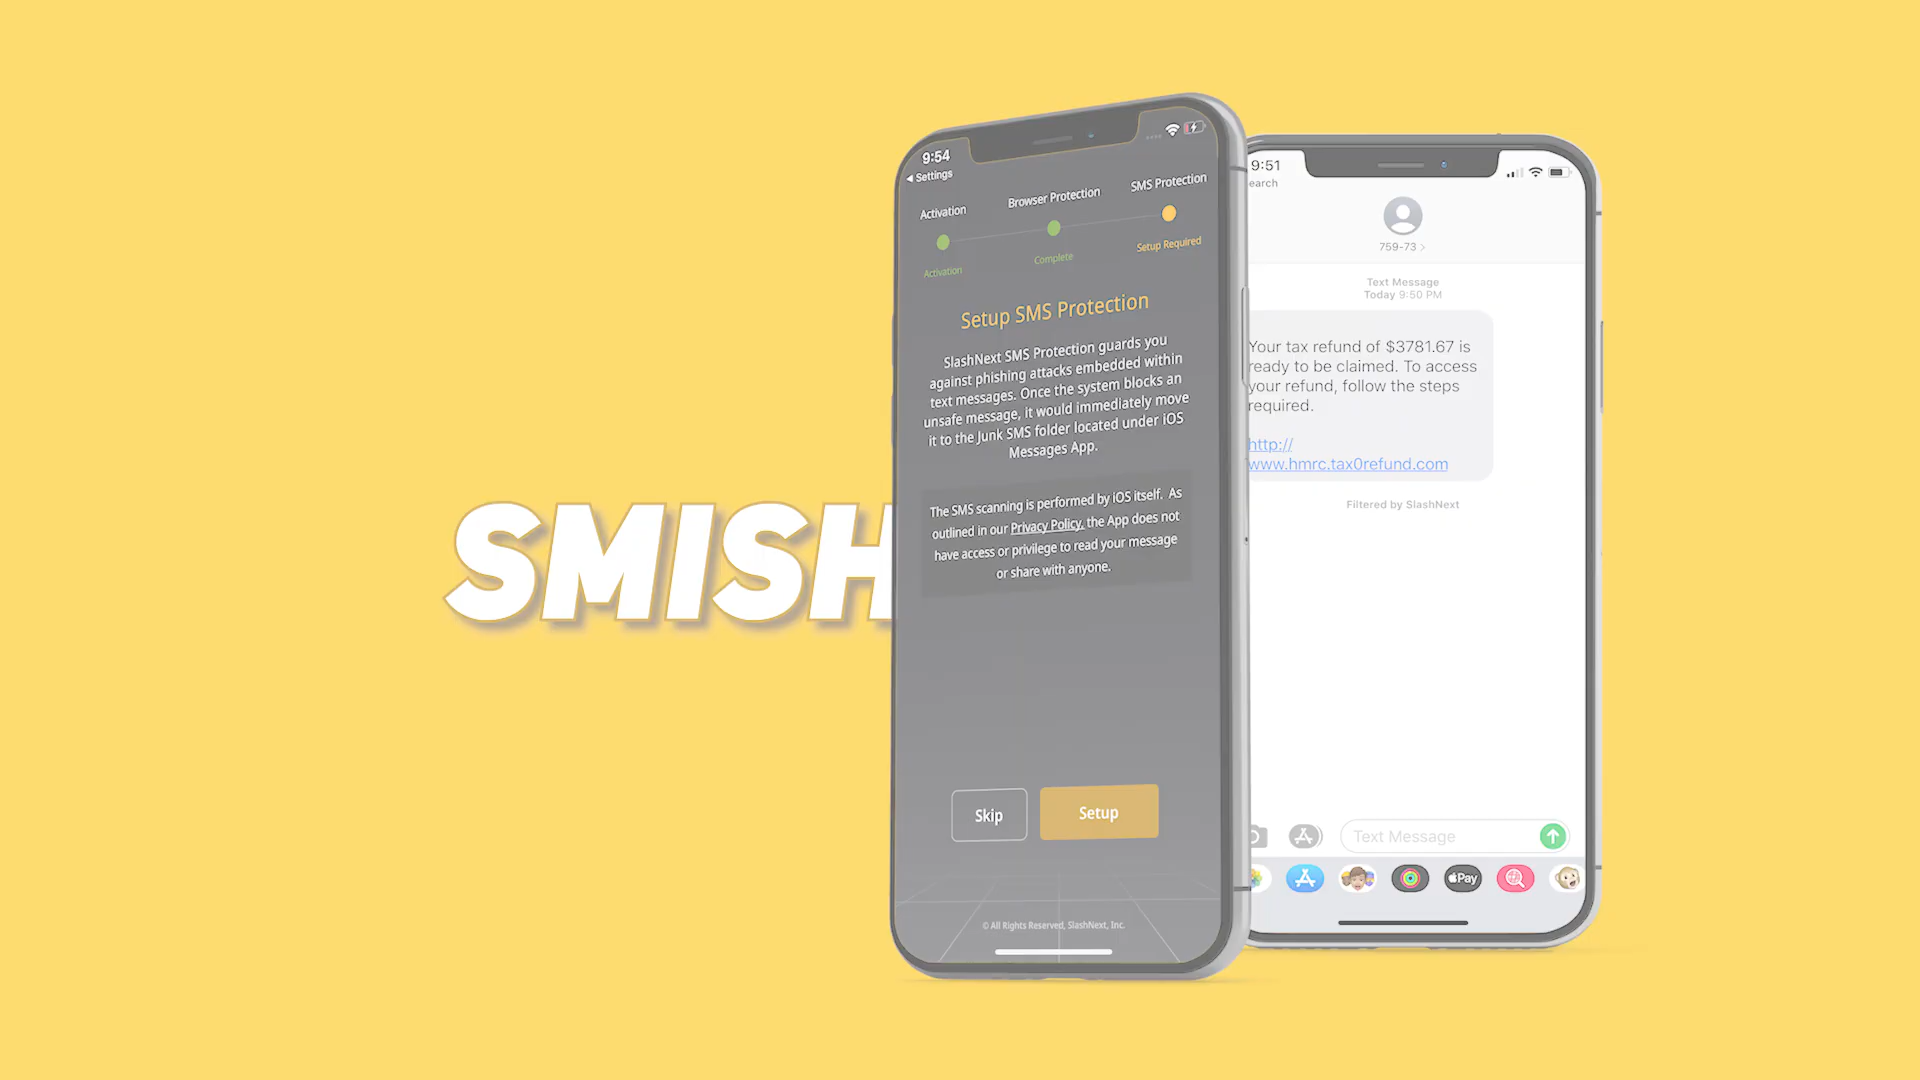 SMISH
9:54
Settings
Activation
Browser Protection
SMS Protection
Activation
Complete
Setup Required
Setup SMS Protection
SlashNext SMS Protection guards you
against phishing attacks embedded within
text messages. Once the system blocks an
unsafe message, it would immediately move
it to the Junk SMS folder located under iOS
Messages App.
The SMS scanning is performed by iOS itself. As
outlined in our Privacy Policy, the App does not
have access or privilege to read your message
or share with anyone.
Skip
Setup
© All Rights Reserved, SlashNext, Inc.
9:51
earch
759-73
Text Message
Today 9:50 PM
Your tax refund of $3781.67 is
ready to be claimed. To access
your refund, follow the steps
required.
http://
www.hmrc.tax0refund.com
Filtered by SlashNext
Text Message
Pay